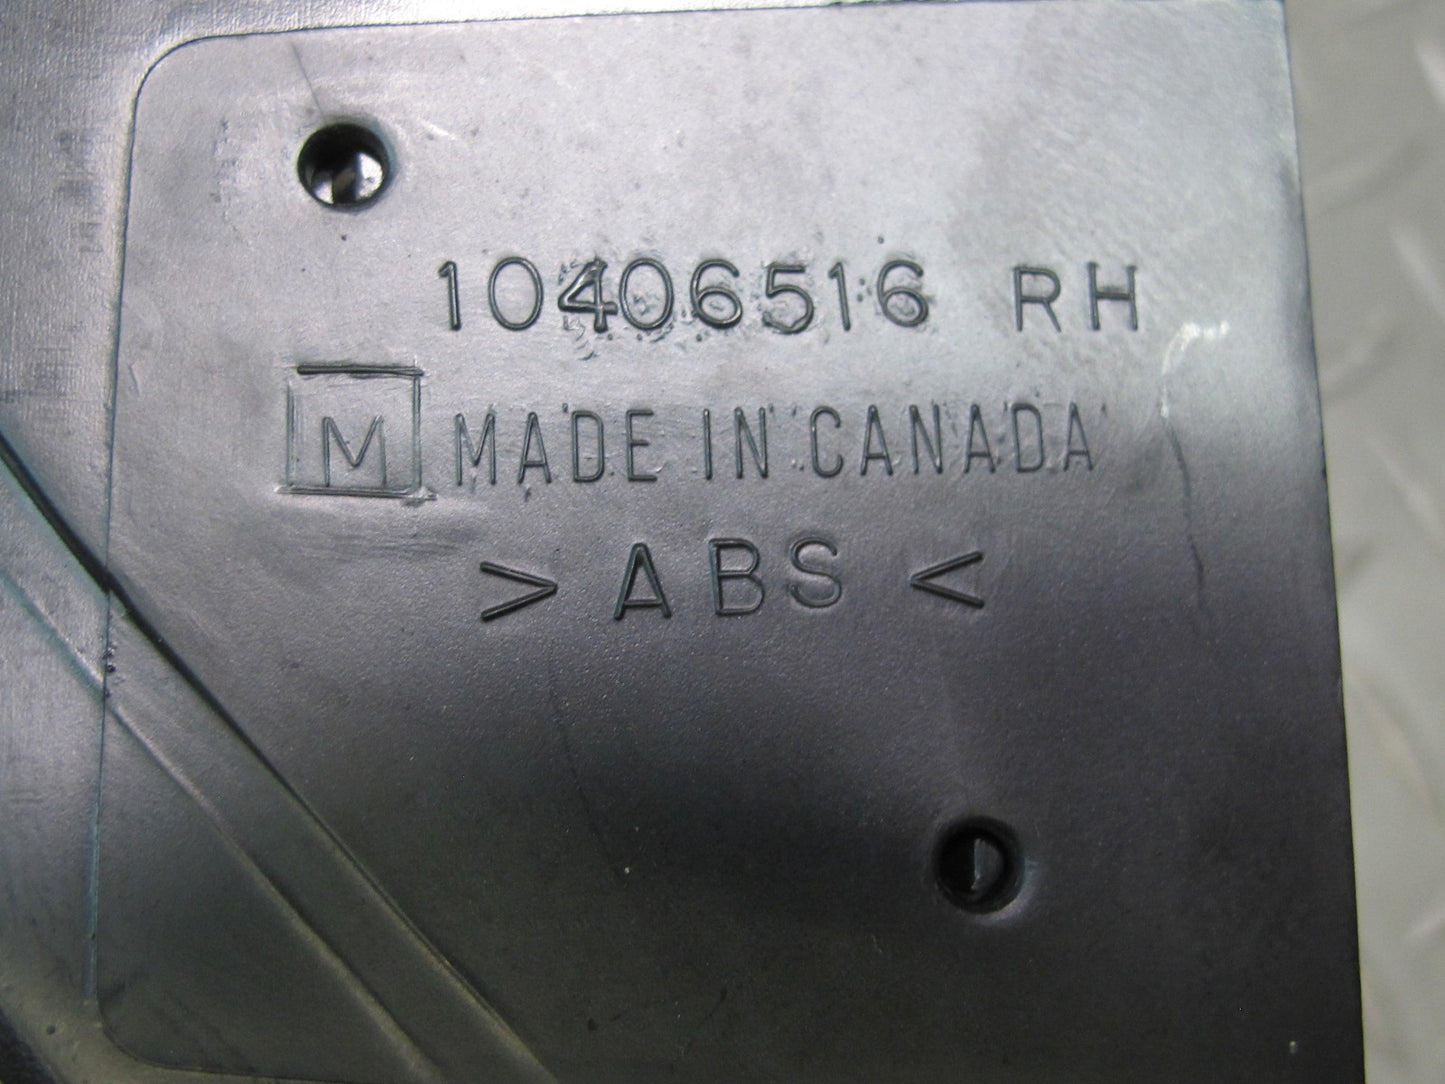 10406516 RH
M MADE IN CANADA
> ABS <